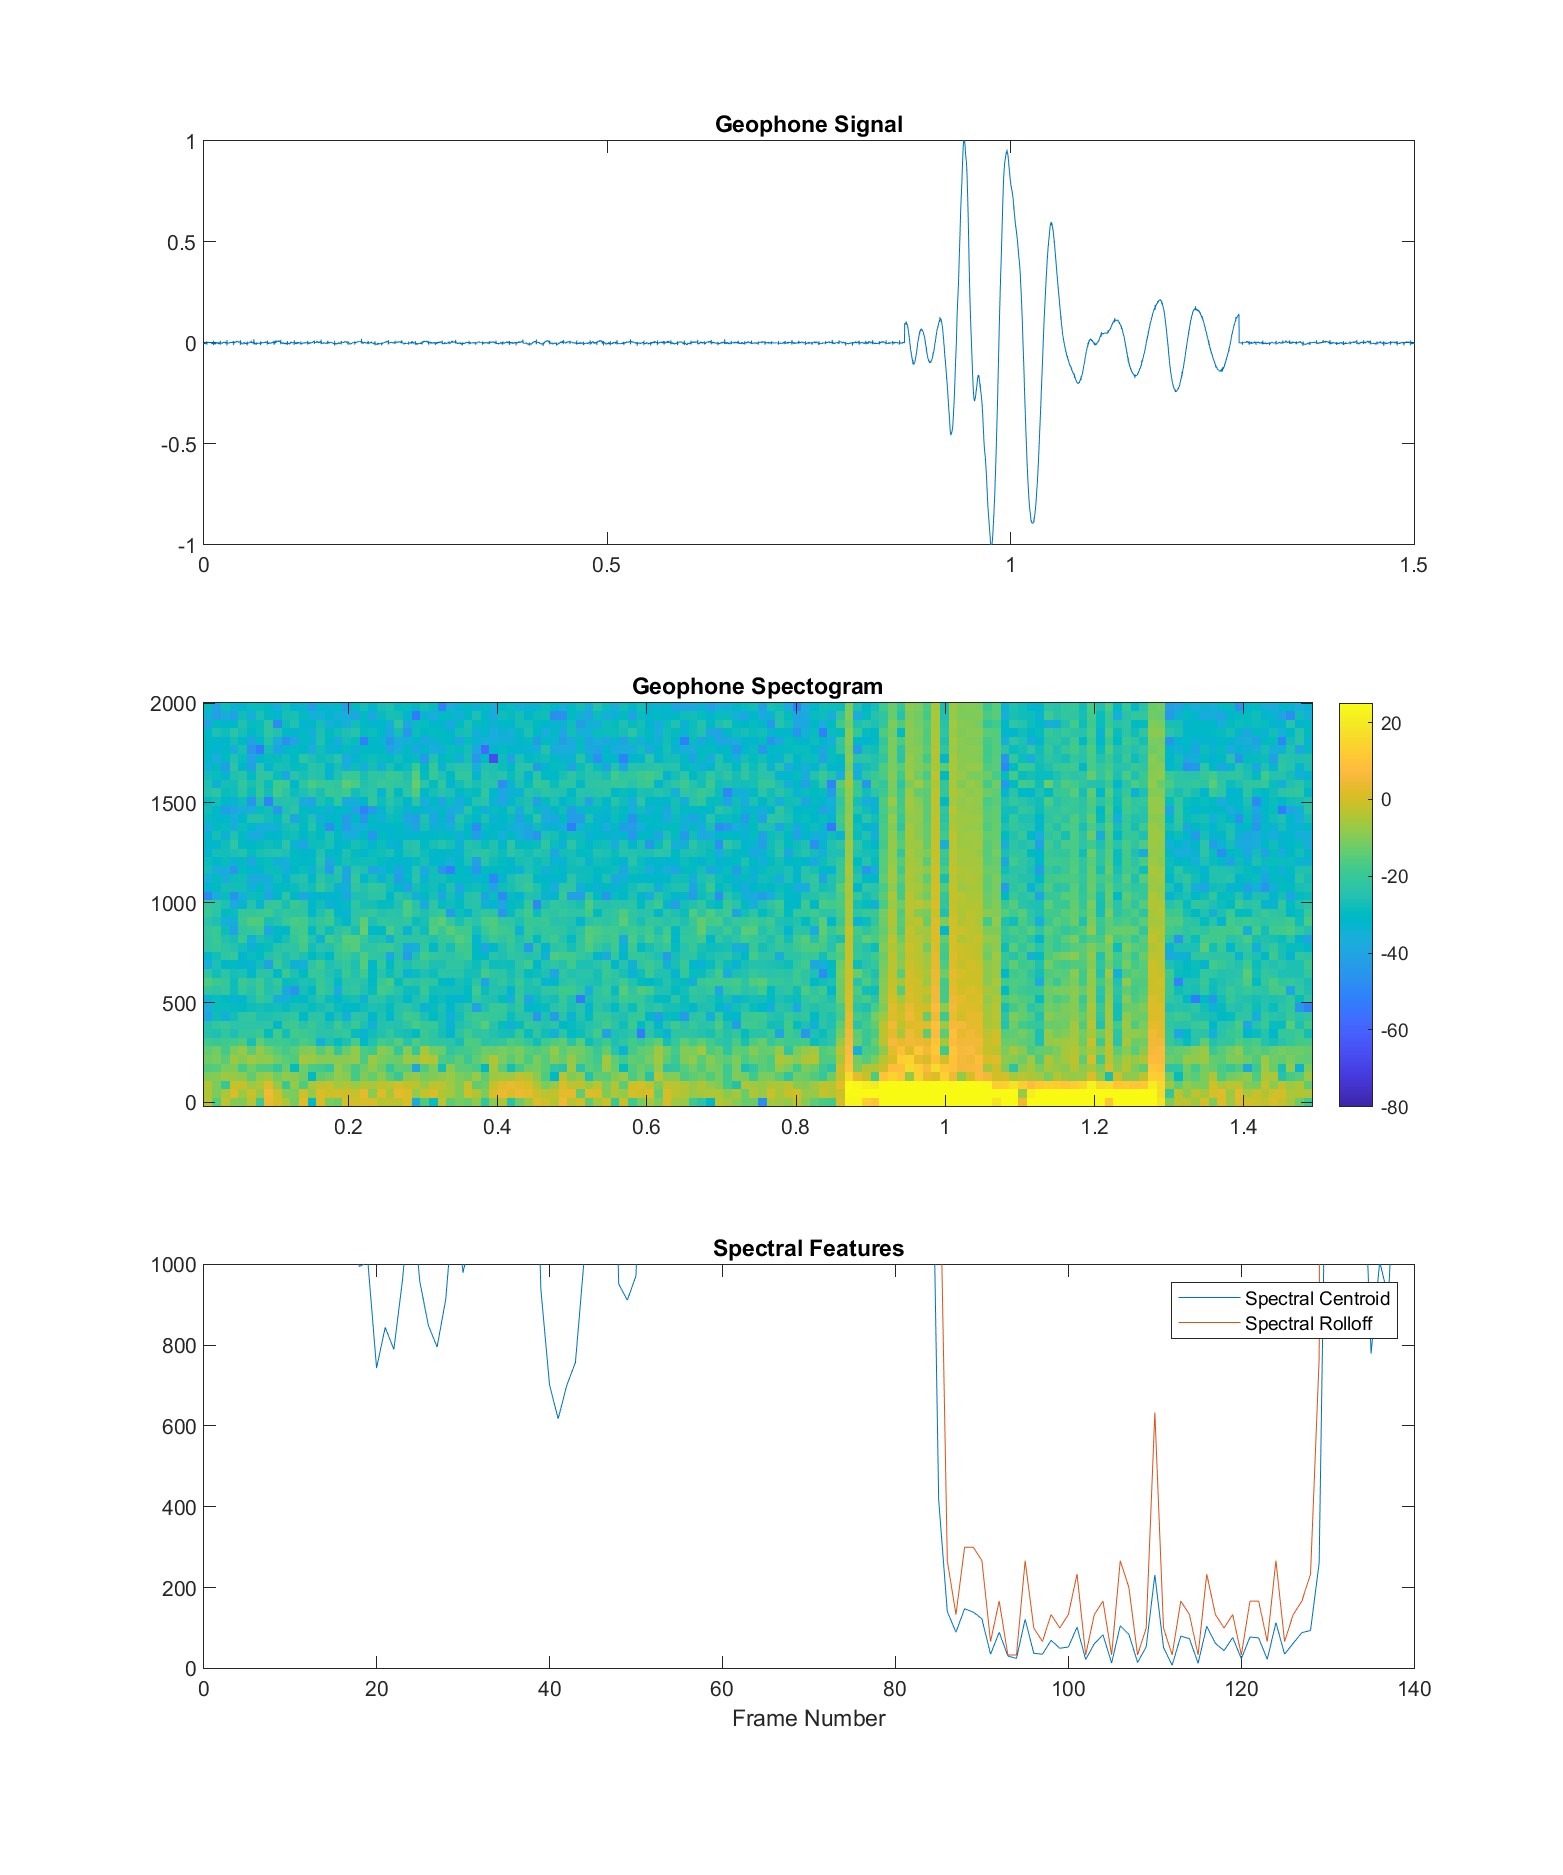 Geophone Signal
1
0.5
0
-0.5
-1
0 0.5 1 1.5
Geophone Spectogram
2000
1500
1000
500
0
0.2 0.4 0.6 0.8 1 1.2 1.4
20
0
-20
-40
-60
-80
Spectral Features
1000
800
600
400
200
0
Spectral Centroid
Spectral Rolloff
0 20 40 60 80 100 120 140
Frame Number